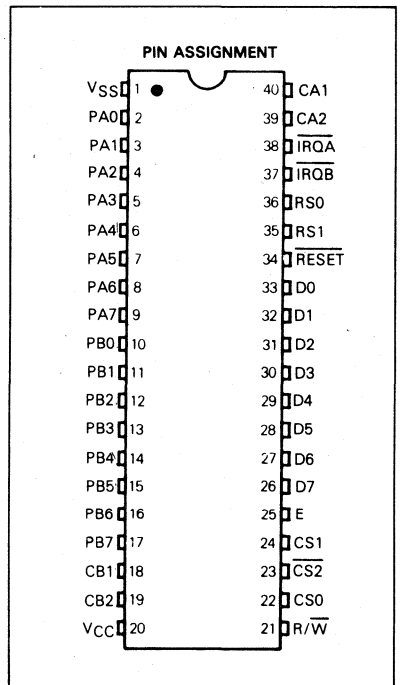 PIN ASSIGNMENT
VSS 1 40 CA1
PA0 2 39 CA2
PA1 3 38 I̅R̅Q̅A̅
PA2 4 37 I̅R̅Q̅B̅
PA3 5 36 RS0
PA4 6 35 RS1
PA5 7 34 R̅E̅S̅E̅T̅
PA6 8 33 D0
PA7 9 32 D1
PB0 10 31 D2
PB1 11 30 D3
PB2 12 29 D4
PB3 13 28 D5
PB4 14 27 D6
PB5 15 26 D7
PB6 16 25 E
PB7 17 24 CS1
CB1 18 23 C̅S̅2̅
CB2 19 22 CS0
VCC 20 21 R/W̅